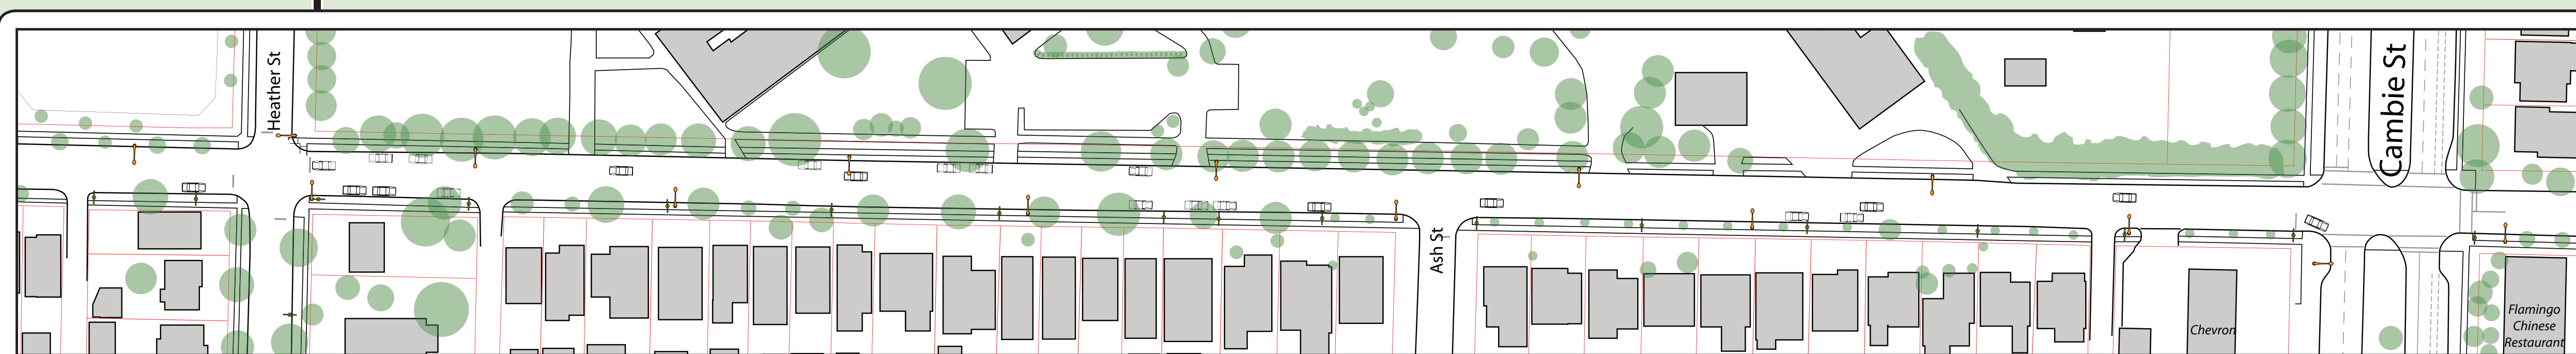 Heather St
Ash St
Cambie St
Chevron
Flamingo
Chinese
Restaurant